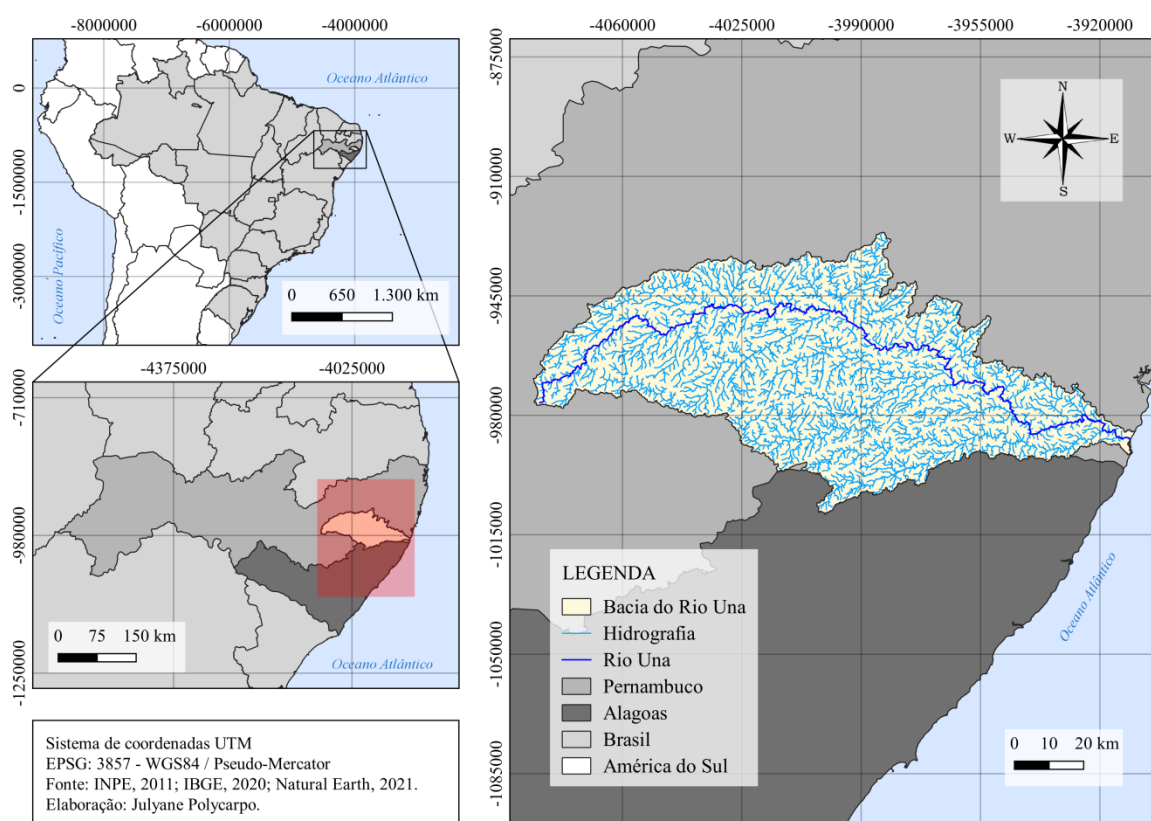 -8000000 -6000000 -4000000
Oceano Atlântico
0
-1500000
-3000000
Oceano Pacífico
0 650 1.300 km
-4375000 -4025000
-710000
-980000
-1250000
0 75 150 km
Oceano Atlântico
Sistema de coordenadas UTM
EPSG: 3857 - WGS84 / Pseudo-Mercator
Fonte: INPE, 2011; IBGE, 2020; Natural Earth, 2021.
Elaboração: Julyane Polycarpo.
-4060000 -4025000 -3990000 -3955000 -3920000
-875000
-910000
-945000
-980000
-1015000
-1050000
-1085000
N
W E
S
LEGENDA
Bacia do Rio Una
Hidrografia
Rio Una
Pernambuco
Alagoas
Brasil
América do Sul
Oceano Atlântico
0 10 20 km